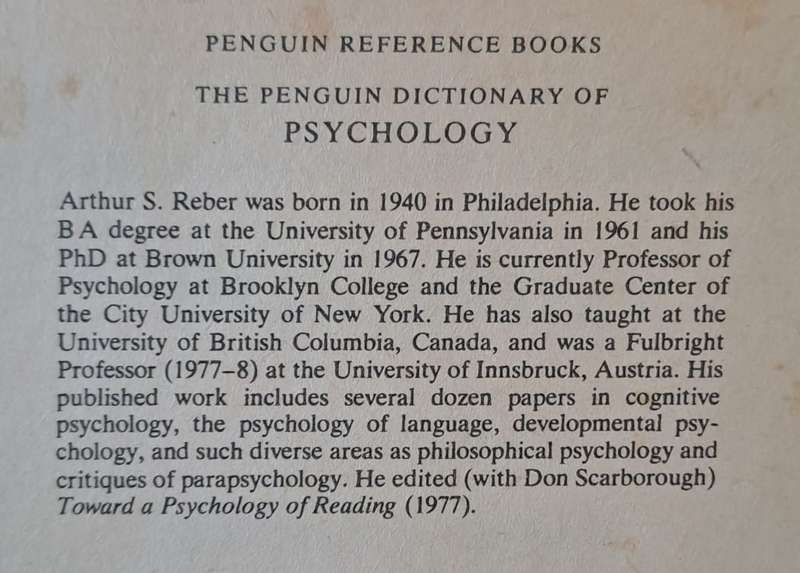 PENGUIN REFERENCE BOOKS
THE PENGUIN DICTIONARY OF
PSYCHOLOGY
Arthur S. Reber was born in 1940 in Philadelphia. He took his
B A degree at the University of Pennsylvania in 1961 and his
PhD at Brown University in 1967. He is currently Professor of
Psychology at Brooklyn College and the Graduate Center of
the City University of New York. He has also taught at the
University of British Columbia, Canada, and was a Fulbright
Professor (1977–8) at the University of Innsbruck, Austria. His
published work includes several dozen papers in cognitive
psychology, the psychology of language, developmental psy-
chology, and such diverse areas as philosophical psychology and
critiques of parapsychology. He edited (with Don Scarborough)
Toward a Psychology of Reading (1977).